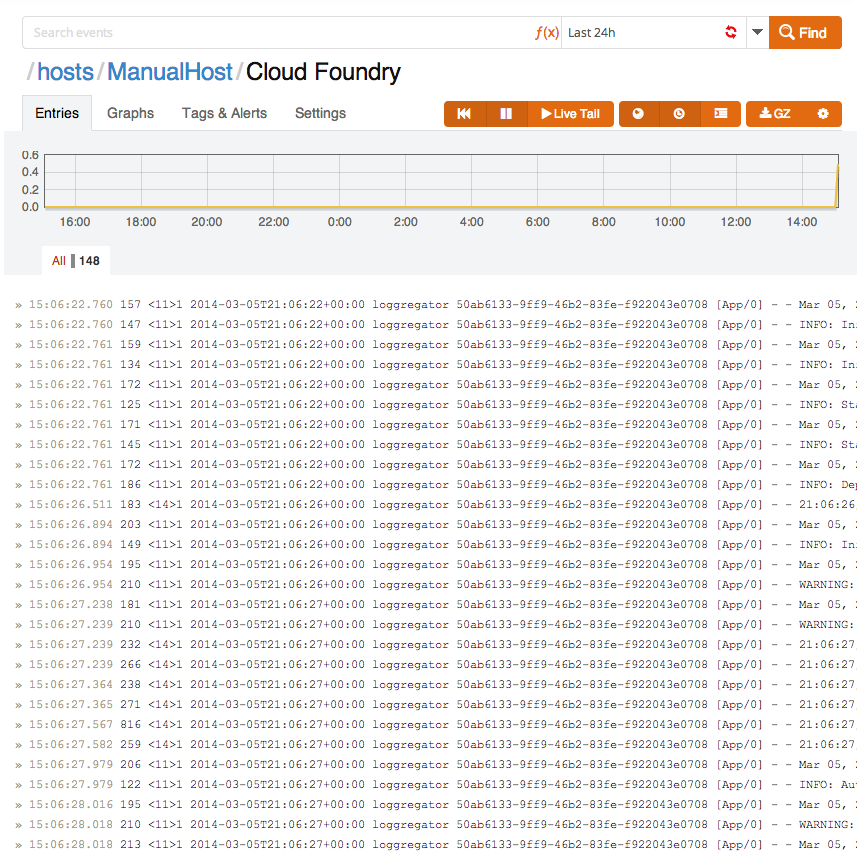 Search events f(x) Last 24h Find
/hosts/ManualHost/Cloud Foundry
Entries Graphs Tags & Alerts Settings Live Tail GZ
0.6
0.4
0.2
0.0
16:00 18:00 20:00 22:00 0:00 2:00 4:00 6:00 8:00 10:00 12:00 14:00
All 148
» 15:06:22.760 157 <11>1 2014-03-05T21:06:22+00:00 loggregator 50ab6133-9ff9-46b2-83fe-f922043e0708 [App/0] - - Mar 05,
» 15:06:22.760 147 <11>1 2014-03-05T21:06:22+00:00 loggregator 50ab6133-9ff9-46b2-83fe-f922043e0708 [App/0] - - INFO: Ini
» 15:06:22.761 159 <11>1 2014-03-05T21:06:22+00:00 loggregator 50ab6133-9ff9-46b2-83fe-f922043e0708 [App/0] - - Mar 05,
» 15:06:22.761 134 <11>1 2014-03-05T21:06:22+00:00 loggregator 50ab6133-9ff9-46b2-83fe-f922043e0708 [App/0] - - INFO: Ini
» 15:06:22.761 172 <11>1 2014-03-05T21:06:22+00:00 loggregator 50ab6133-9ff9-46b2-83fe-f922043e0708 [App/0] - - Mar 05,
» 15:06:22.761 125 <11>1 2014-03-05T21:06:22+00:00 loggregator 50ab6133-9ff9-46b2-83fe-f922043e0708 [App/0] - - INFO: Sta
» 15:06:22.761 171 <11>1 2014-03-05T21:06:22+00:00 loggregator 50ab6133-9ff9-46b2-83fe-f922043e0708 [App/0] - - Mar 05,
» 15:06:22.761 145 <11>1 2014-03-05T21:06:22+00:00 loggregator 50ab6133-9ff9-46b2-83fe-f922043e0708 [App/0] - - INFO: Sta
» 15:06:22.761 172 <11>1 2014-03-05T21:06:22+00:00 loggregator 50ab6133-9ff9-46b2-83fe-f922043e0708 [App/0] - - Mar 05,
» 15:06:22.761 186 <11>1 2014-03-05T21:06:22+00:00 loggregator 50ab6133-9ff9-46b2-83fe-f922043e0708 [App/0] - - INFO: Dep
» 15:06:26.511 183 <14>1 2014-03-05T21:06:26+00:00 loggregator 50ab6133-9ff9-46b2-83fe-f922043e0708 [App/0] - - 21:06:26,
» 15:06:26.894 203 <11>1 2014-03-05T21:06:26+00:00 loggregator 50ab6133-9ff9-46b2-83fe-f922043e0708 [App/0] - - Mar 05,
» 15:06:26.894 149 <11>1 2014-03-05T21:06:26+00:00 loggregator 50ab6133-9ff9-46b2-83fe-f922043e0708 [App/0] - - INFO: Ini
» 15:06:26.954 195 <11>1 2014-03-05T21:06:26+00:00 loggregator 50ab6133-9ff9-46b2-83fe-f922043e0708 [App/0] - - Mar 05,
» 15:06:26.954 210 <11>1 2014-03-05T21:06:26+00:00 loggregator 50ab6133-9ff9-46b2-83fe-f922043e0708 [App/0] - - WARNING:
» 15:06:27.238 181 <11>1 2014-03-05T21:06:27+00:00 loggregator 50ab6133-9ff9-46b2-83fe-f922043e0708 [App/0] - - Mar 05,
» 15:06:27.239 210 <11>1 2014-03-05T21:06:27+00:00 loggregator 50ab6133-9ff9-46b2-83fe-f922043e0708 [App/0] - - WARNING:
» 15:06:27.239 232 <14>1 2014-03-05T21:06:27+00:00 loggregator 50ab6133-9ff9-46b2-83fe-f922043e0708 [App/0] - - 21:06:27,
» 15:06:27.239 266 <14>1 2014-03-05T21:06:27+00:00 loggregator 50ab6133-9ff9-46b2-83fe-f922043e0708 [App/0] - - 21:06:27,
» 15:06:27.364 238 <14>1 2014-03-05T21:06:27+00:00 loggregator 50ab6133-9ff9-46b2-83fe-f922043e0708 [App/0] - - 21:06:27,
» 15:06:27.365 271 <14>1 2014-03-05T21:06:27+00:00 loggregator 50ab6133-9ff9-46b2-83fe-f922043e0708 [App/0] - - 21:06:27,
» 15:06:27.567 816 <14>1 2014-03-05T21:06:27+00:00 loggregator 50ab6133-9ff9-46b2-83fe-f922043e0708 [App/0] - - 21:06:27,
» 15:06:27.582 259 <14>1 2014-03-05T21:06:27+00:00 loggregator 50ab6133-9ff9-46b2-83fe-f922043e0708 [App/0] - - 21:06:27,
» 15:06:27.979 206 <11>1 2014-03-05T21:06:27+00:00 loggregator 50ab6133-9ff9-46b2-83fe-f922043e0708 [App/0] - - Mar 05,
» 15:06:27.979 122 <11>1 2014-03-05T21:06:27+00:00 loggregator 50ab6133-9ff9-46b2-83fe-f922043e0708 [App/0] - - INFO: Au
» 15:06:28.016 195 <11>1 2014-03-05T21:06:27+00:00 loggregator 50ab6133-9ff9-46b2-83fe-f922043e0708 [App/0] - - Mar 05,
» 15:06:28.018 210 <11>1 2014-03-05T21:06:27+00:00 loggregator 50ab6133-9ff9-46b2-83fe-f922043e0708 [App/0] - - WARNING:
» 15:06:28.018 213 <11>1 2014-03-05T21:06:27+00:00 loggregator 50ab6133-9ff9-46b2-83fe-f922043e0708 [App/0] - - Mar 05,